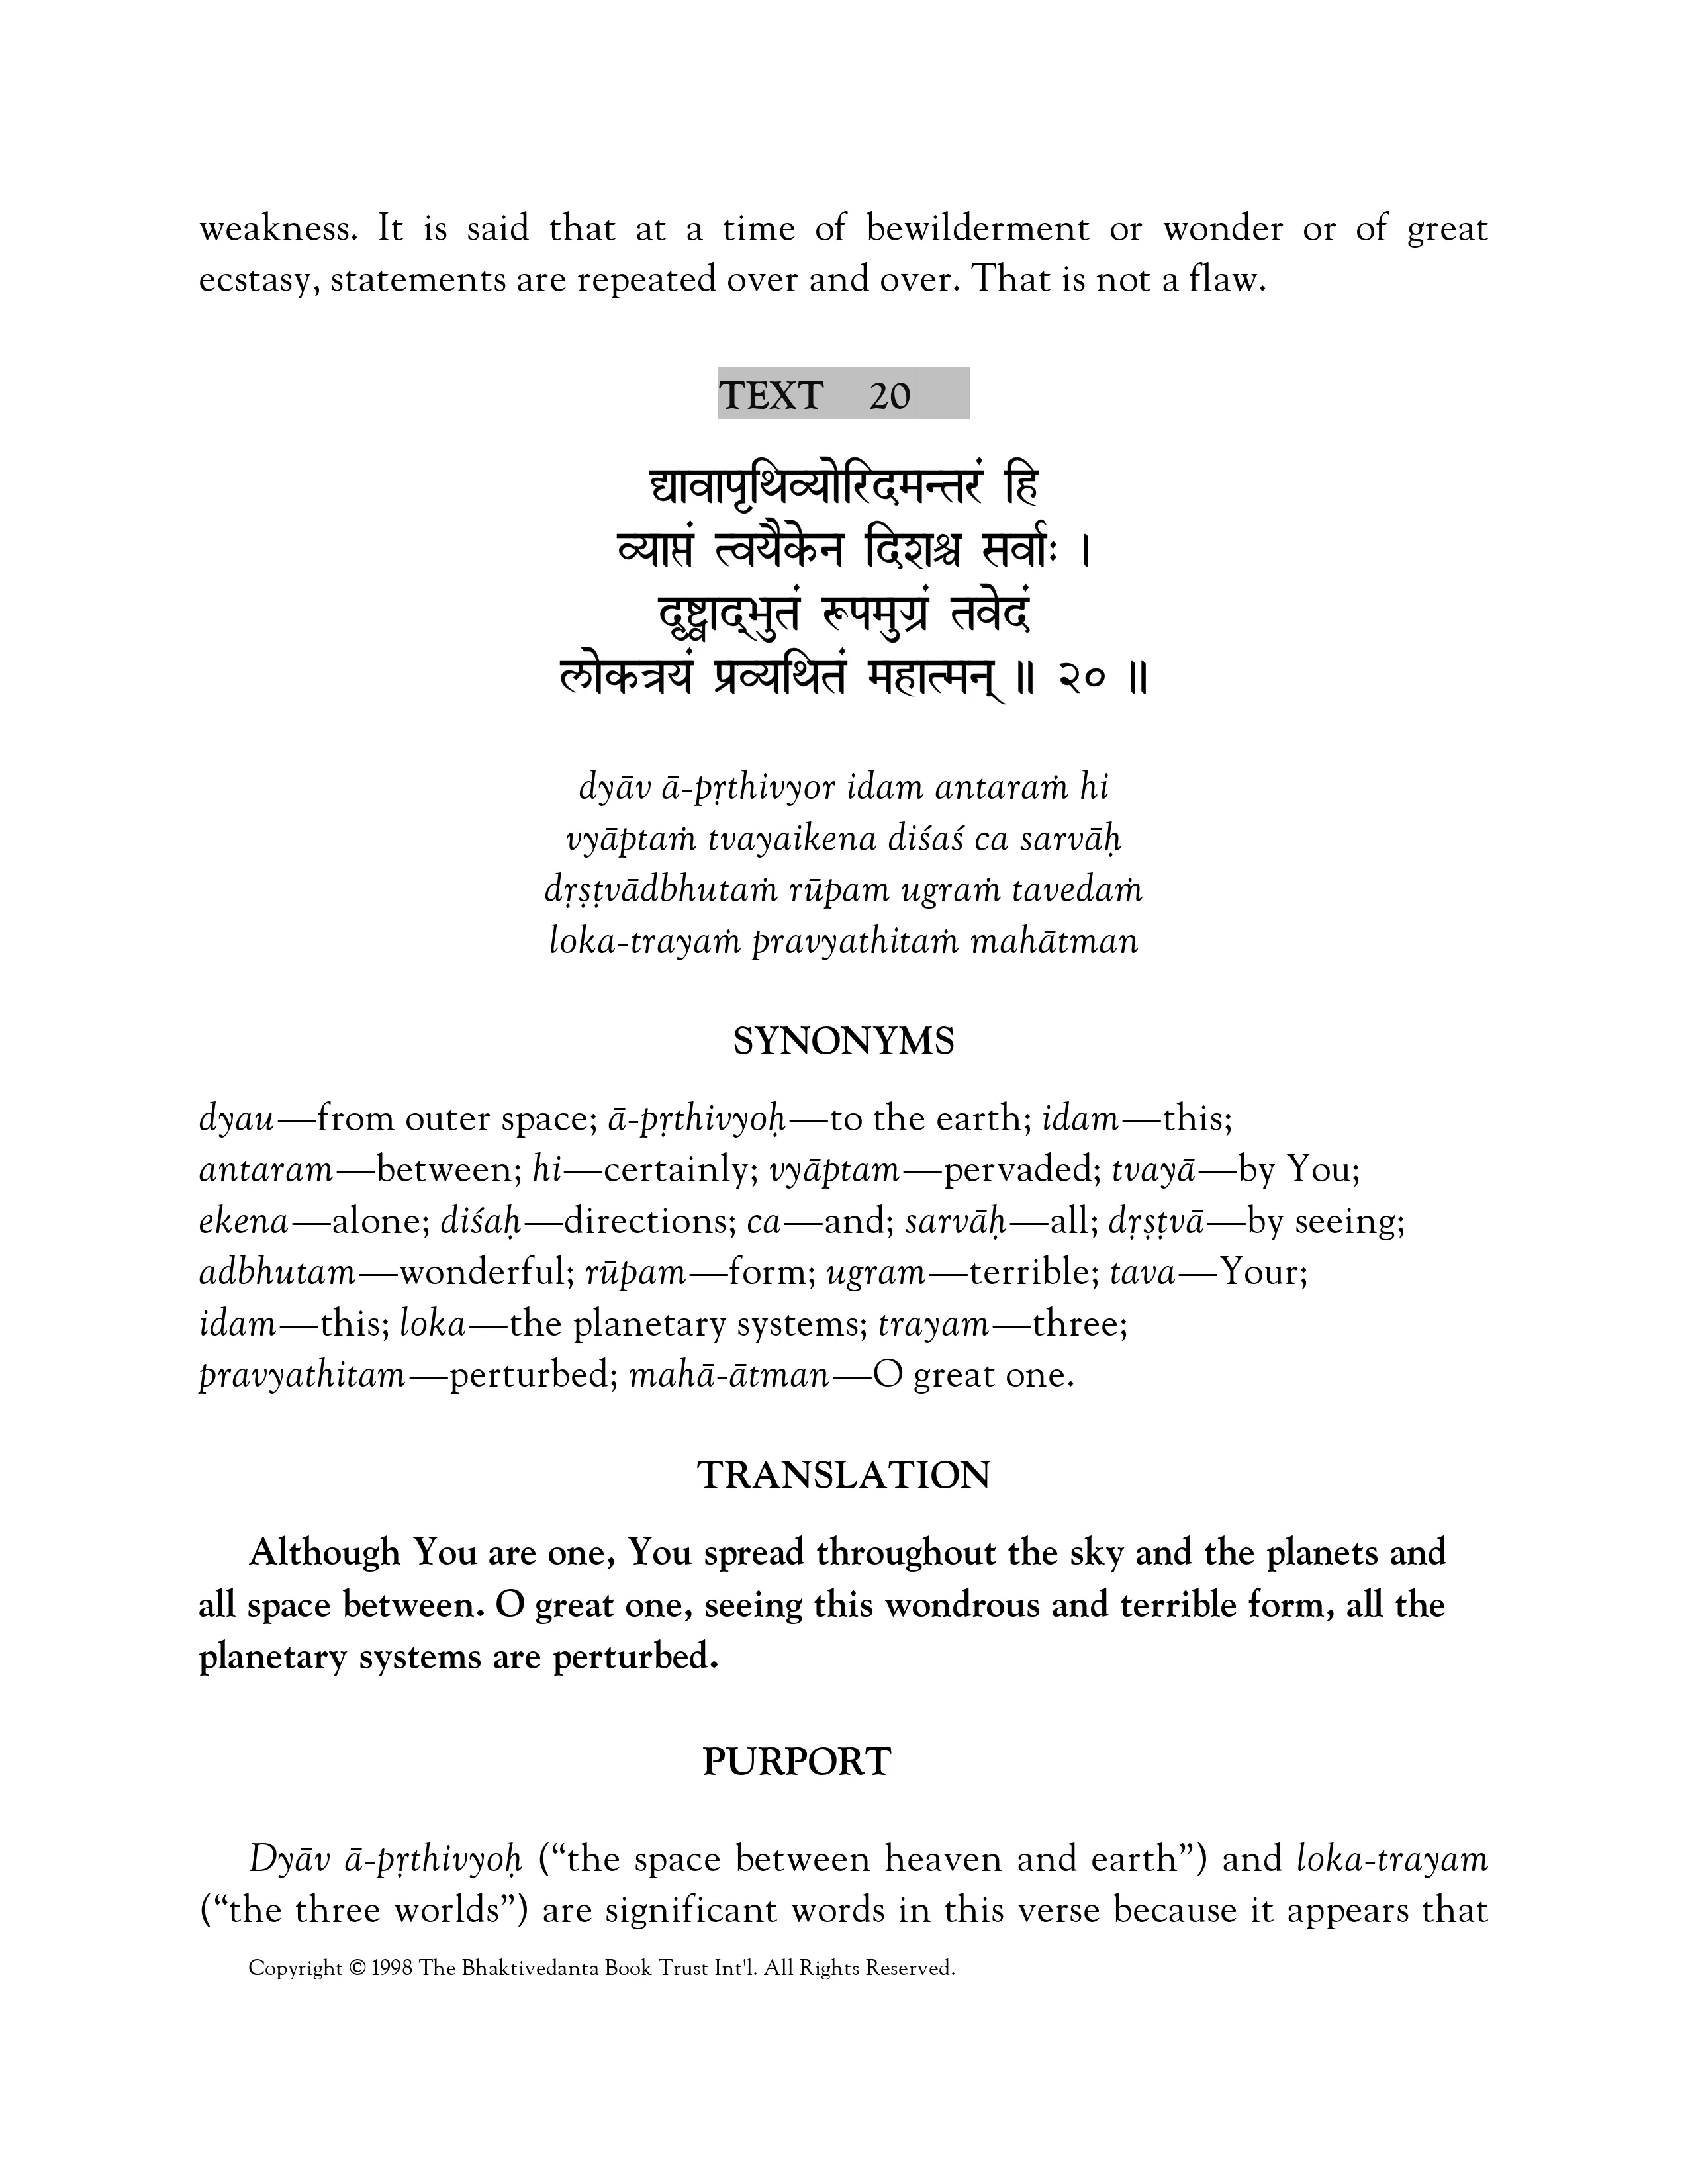 weakness. It is said that at a time of bewilderment or wonder or of great
ecstasy, statements are repeated over and over. That is not a flaw.
TEXT 20
द्यावापृथिव्योरिदमन्तरं हि
व्याप्तं त्वयैकेन दिशश्च सर्वाः ।
दृष्ट्वाद्भुतं रूपमुग्रं तवेदं
लोकत्रयं प्रव्यथितं महात्मन् ॥ २० ॥
dyāv ā-pṛthivyor idam antaraṁ hi
vyāptaṁ tvayaikena diśaś ca sarvāḥ
dṛṣṭvādbhutaṁ rūpam ugraṁ tavedaṁ
loka-trayaṁ pravyathitaṁ mahātman
SYNONYMS
dyau—from outer space; ā-pṛthivyoḥ—to the earth; idam—this;
antaram—between; hi—certainly; vyāptam—pervaded; tvayā—by You;
ekena—alone; diśaḥ—directions; ca—and; sarvāḥ—all; dṛṣṭvā—by seeing;
adbhutam—wonderful; rūpam—form; ugram—terrible; tava—Your;
idam—this; loka—the planetary systems; trayam—three;
pravyathitam—perturbed; mahā-ātman—O great one.
TRANSLATION
Although You are one, You spread throughout the sky and the planets and
all space between. O great one, seeing this wondrous and terrible form, all the
planetary systems are perturbed.
PURPORT
Dyāv ā-pṛthivyoḥ (“the space between heaven and earth”) and loka-trayam
(“the three worlds”) are significant words in this verse because it appears that
Copyright © 1998 The Bhaktivedanta Book Trust Int'l. All Rights Reserved.